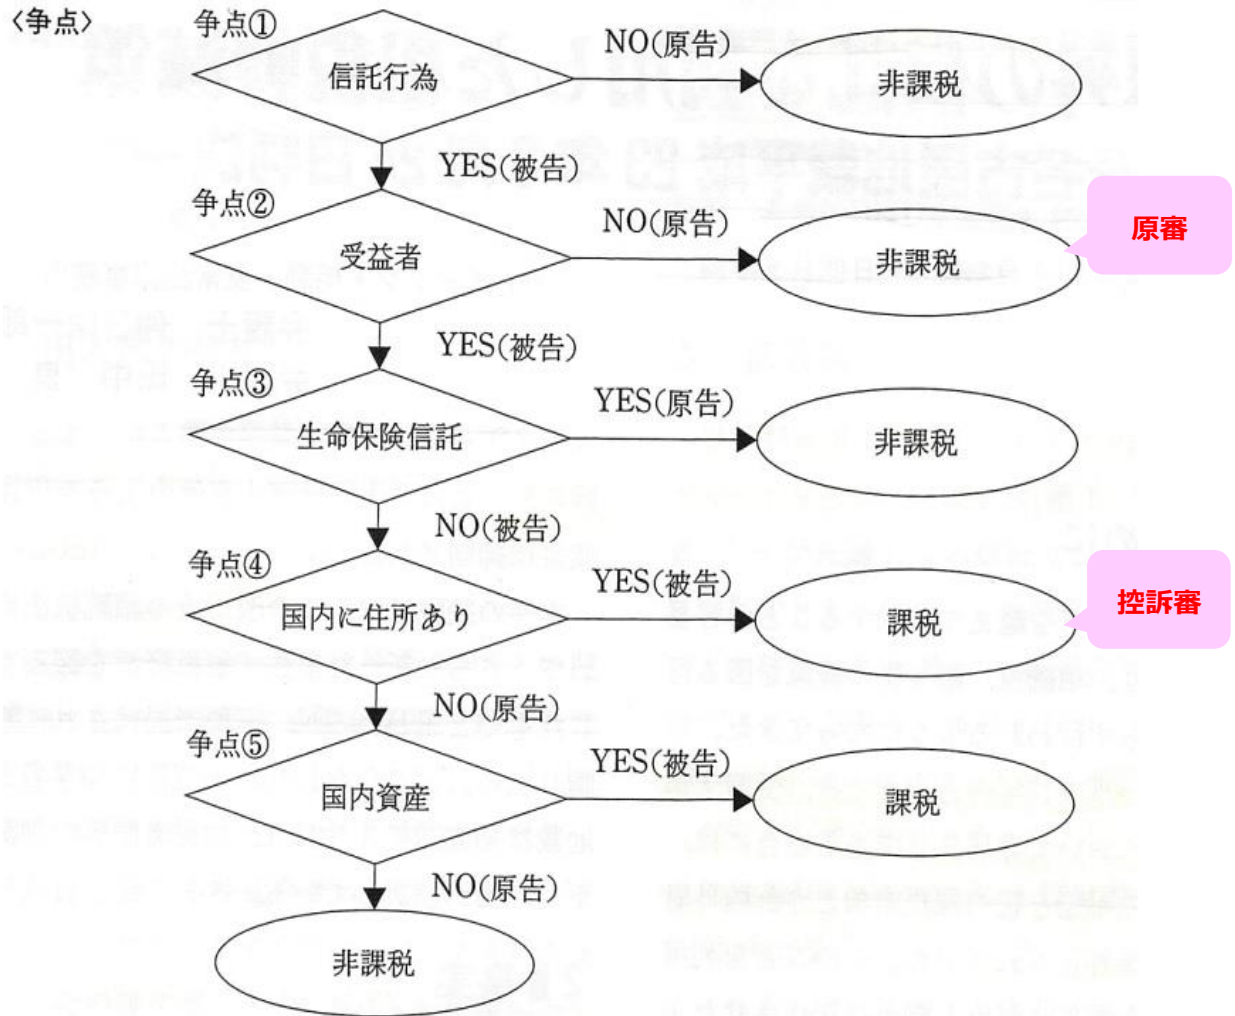 〈争点〉
争点①
信託行為
NO(原告)
非課税
YES(被告)
争点②
受益者
NO(原告)
非課税
原審
YES(被告)
争点③
生命保険信託
YES(原告)
非課税
NO(被告)
争点④
国内に住所あり
YES(被告)
課税
控訴審
NO(原告)
争点⑤
国内資産
YES(被告)
課税
NO(原告)
非課税